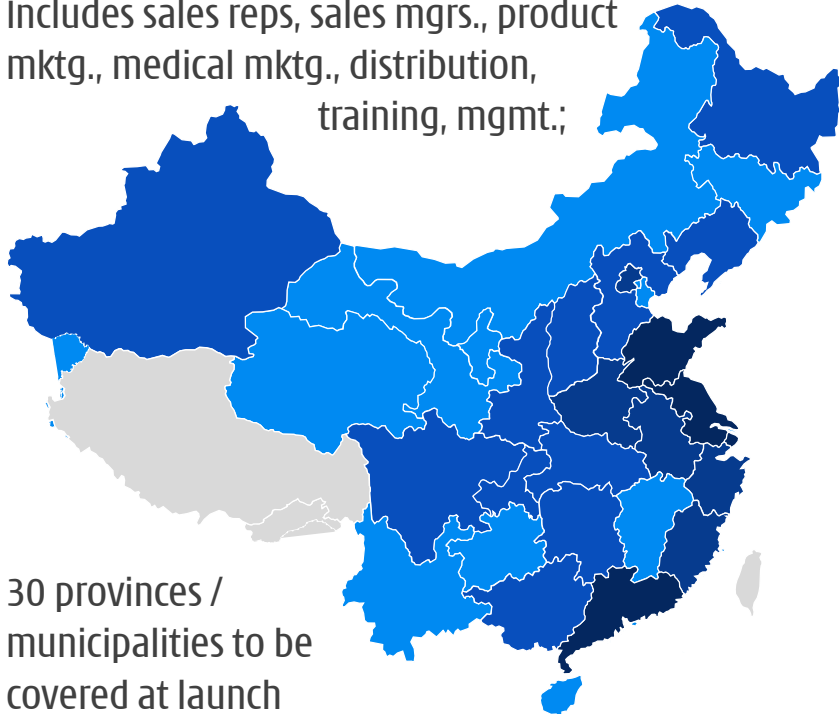 Includes sales reps, sales mgrs., product
mktg., medical mktg., distribution,
training, mgmt.;
30 provinces /
municipalities to be
covered at launch